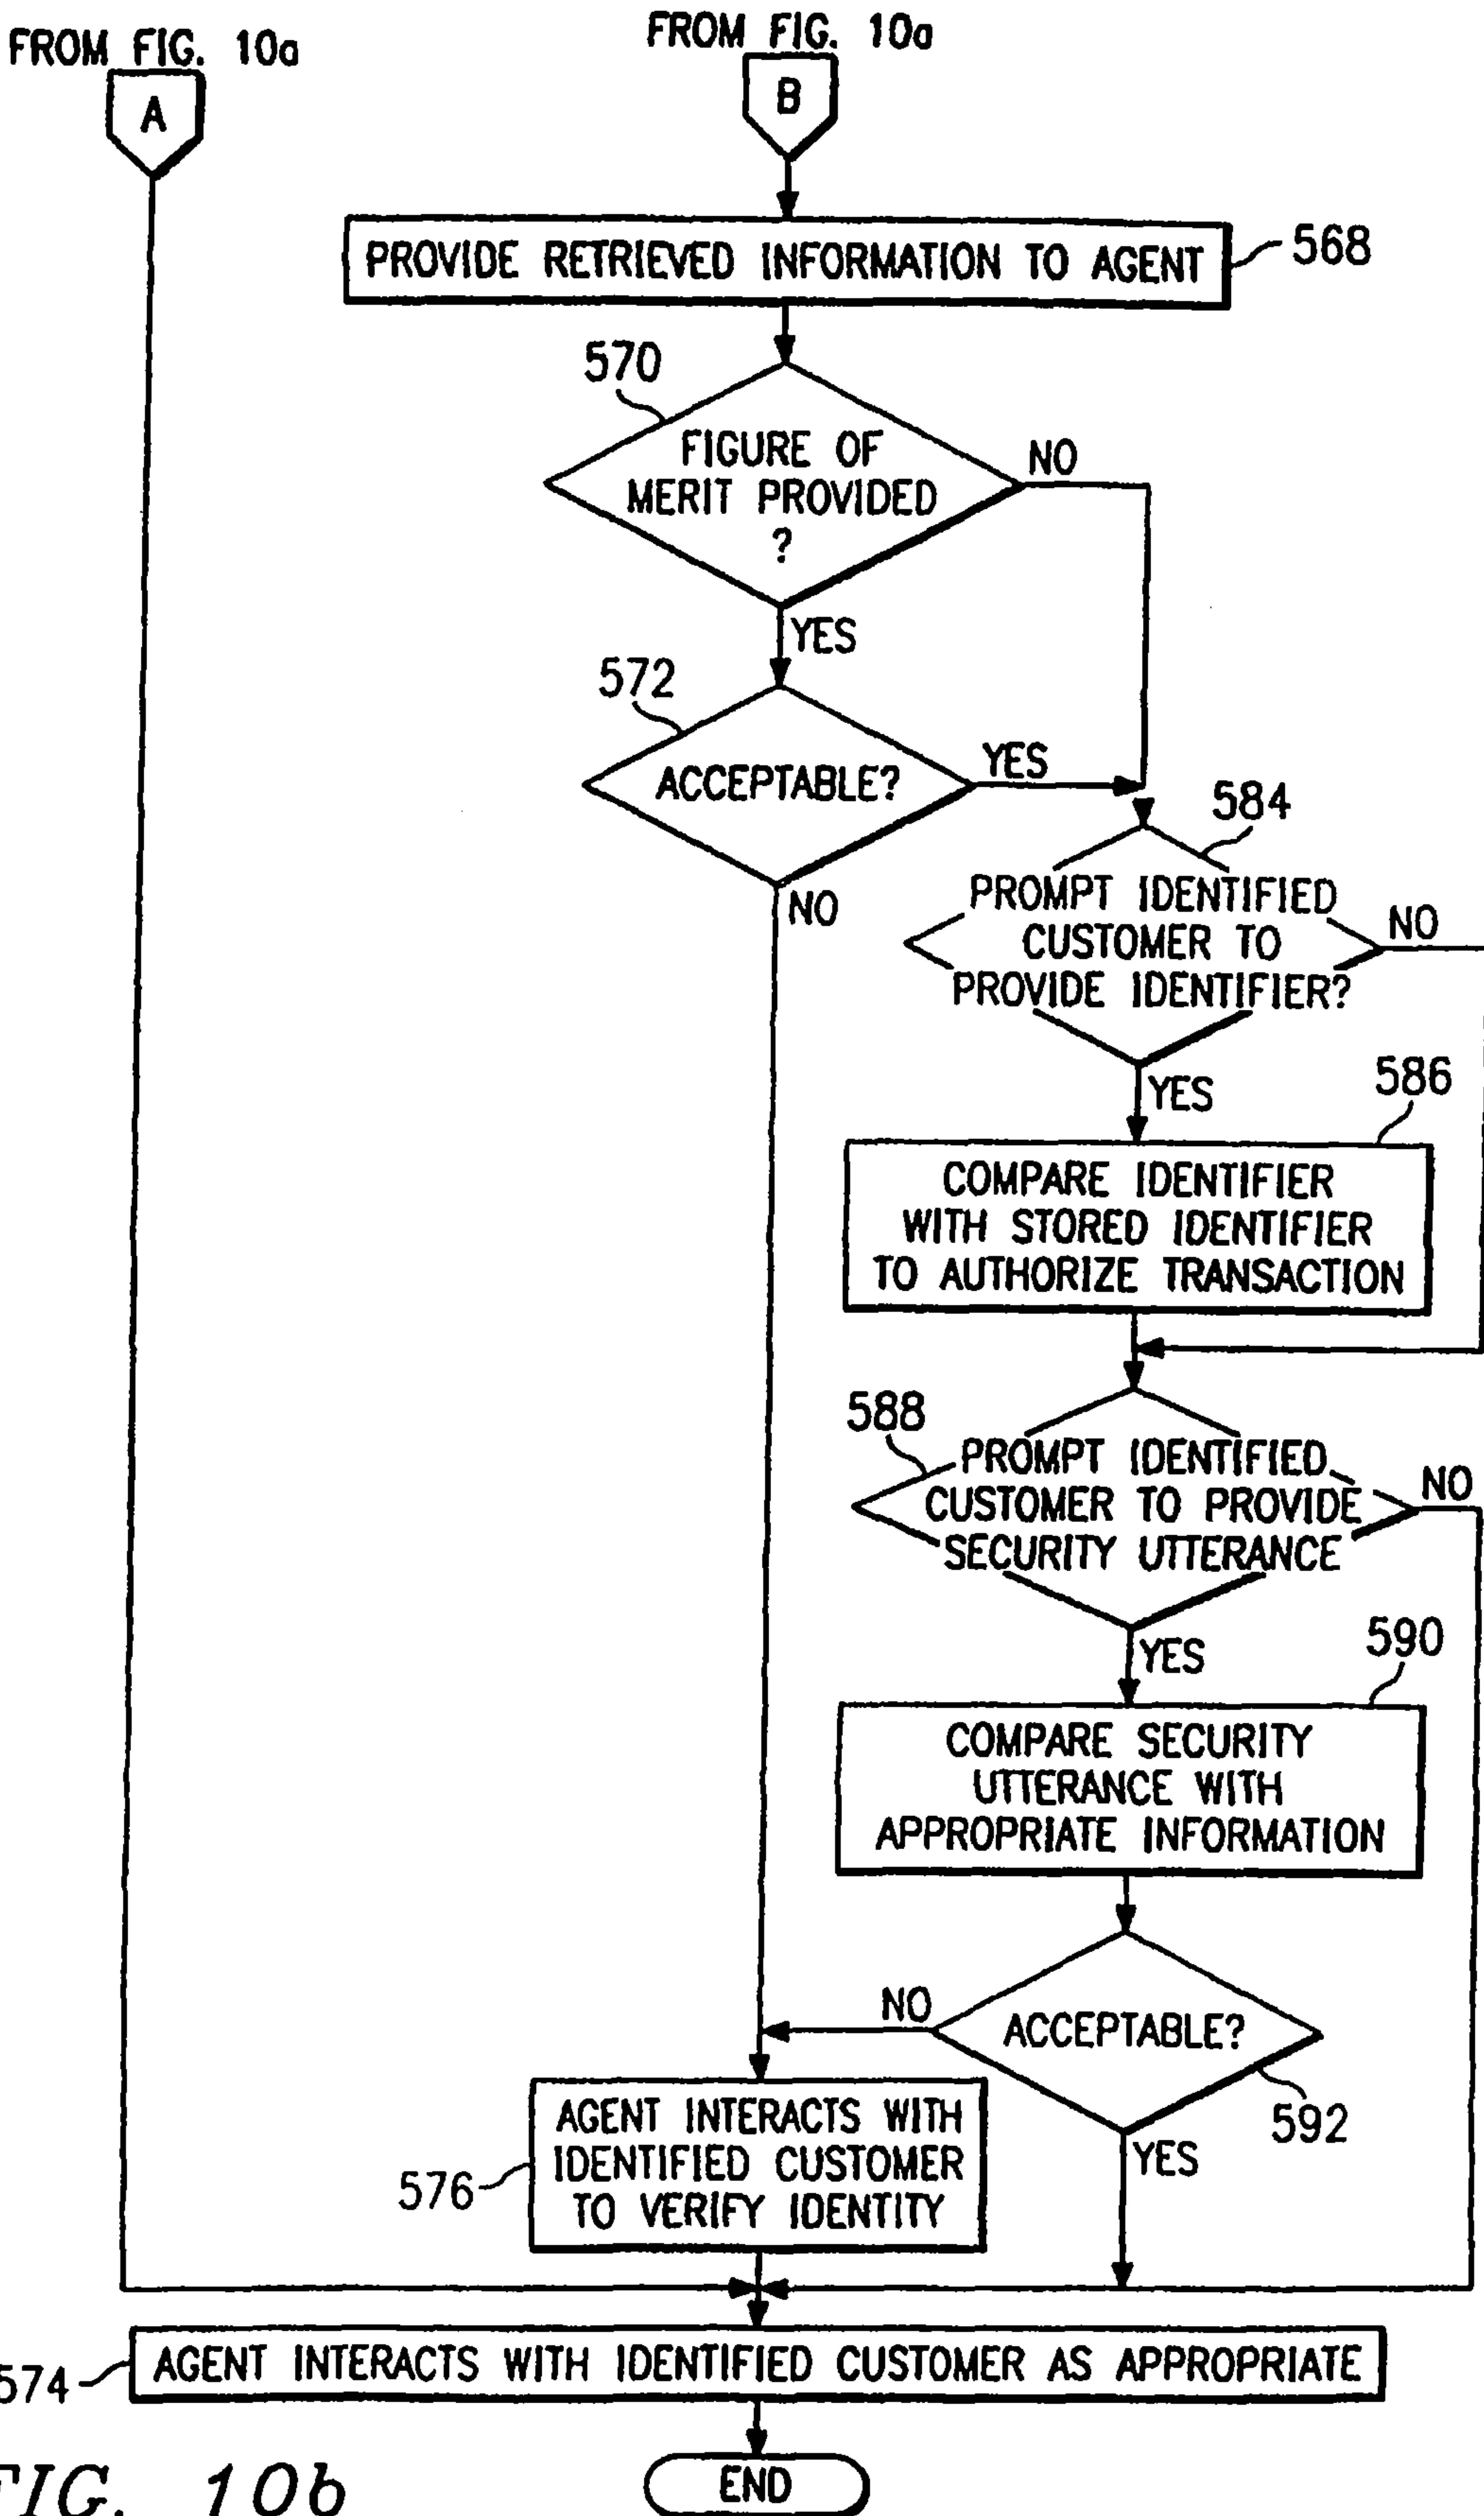 FROM FIG. 10a
A
FROM FIG. 10a
B
PROVIDE RETRIEVED INFORMATION TO AGENT
568
570
FIGURE OF
MERIT PROVIDED
?
NO
YES
572
ACCEPTABLE?
YES
NO
584
PROMPT IDENTIFIED
CUSTOMER TO
PROVIDE IDENTIFIER?
NO
YES
586
COMPARE IDENTIFIER
WITH STORED IDENTIFIER
TO AUTHORIZE TRANSACTION
588
PROMPT IDENTIFIED
CUSTOMER TO PROVIDE
SECURITY UTTERANCE
NO
YES
590
COMPARE SECURITY
UTTERANCE WITH
APPROPRIATE INFORMATION
NO
ACCEPTABLE?
592
YES
AGENT INTERACTS WITH
IDENTIFIED CUSTOMER
TO VERIFY IDENTITY
576
574
AGENT INTERACTS WITH IDENTIFIED CUSTOMER AS APPROPRIATE
END
FIG. 10b